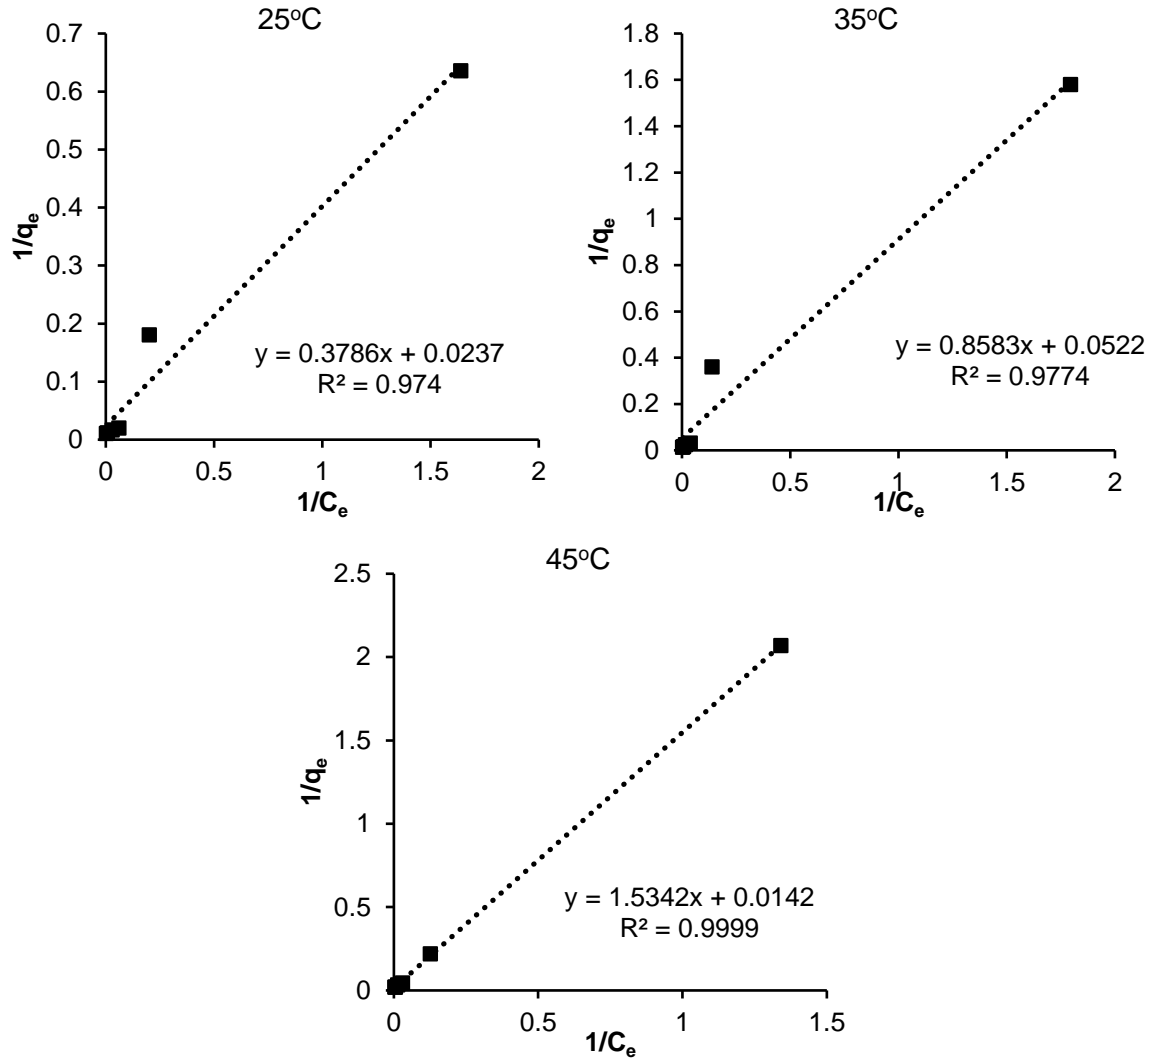 25°C
0.7
0.6
0.5
0.4
0.3
0.2
0.1
0
1/qₑ
y = 0.3786x + 0.0237
R² = 0.974
0 0.5 1 1.5 2
1/Cₑ
35°C
1.8
1.6
1.4
1.2
1
0.8
0.6
0.4
0.2
0
1/qₑ
y = 0.8583x + 0.0522
R² = 0.9774
0 0.5 1 1.5 2
1/Cₑ
45°C
2.5
2
1.5
1
0.5
0
1/qₑ
y = 1.5342x + 0.0142
R² = 0.9999
0 0.5 1 1.5
1/Cₑ